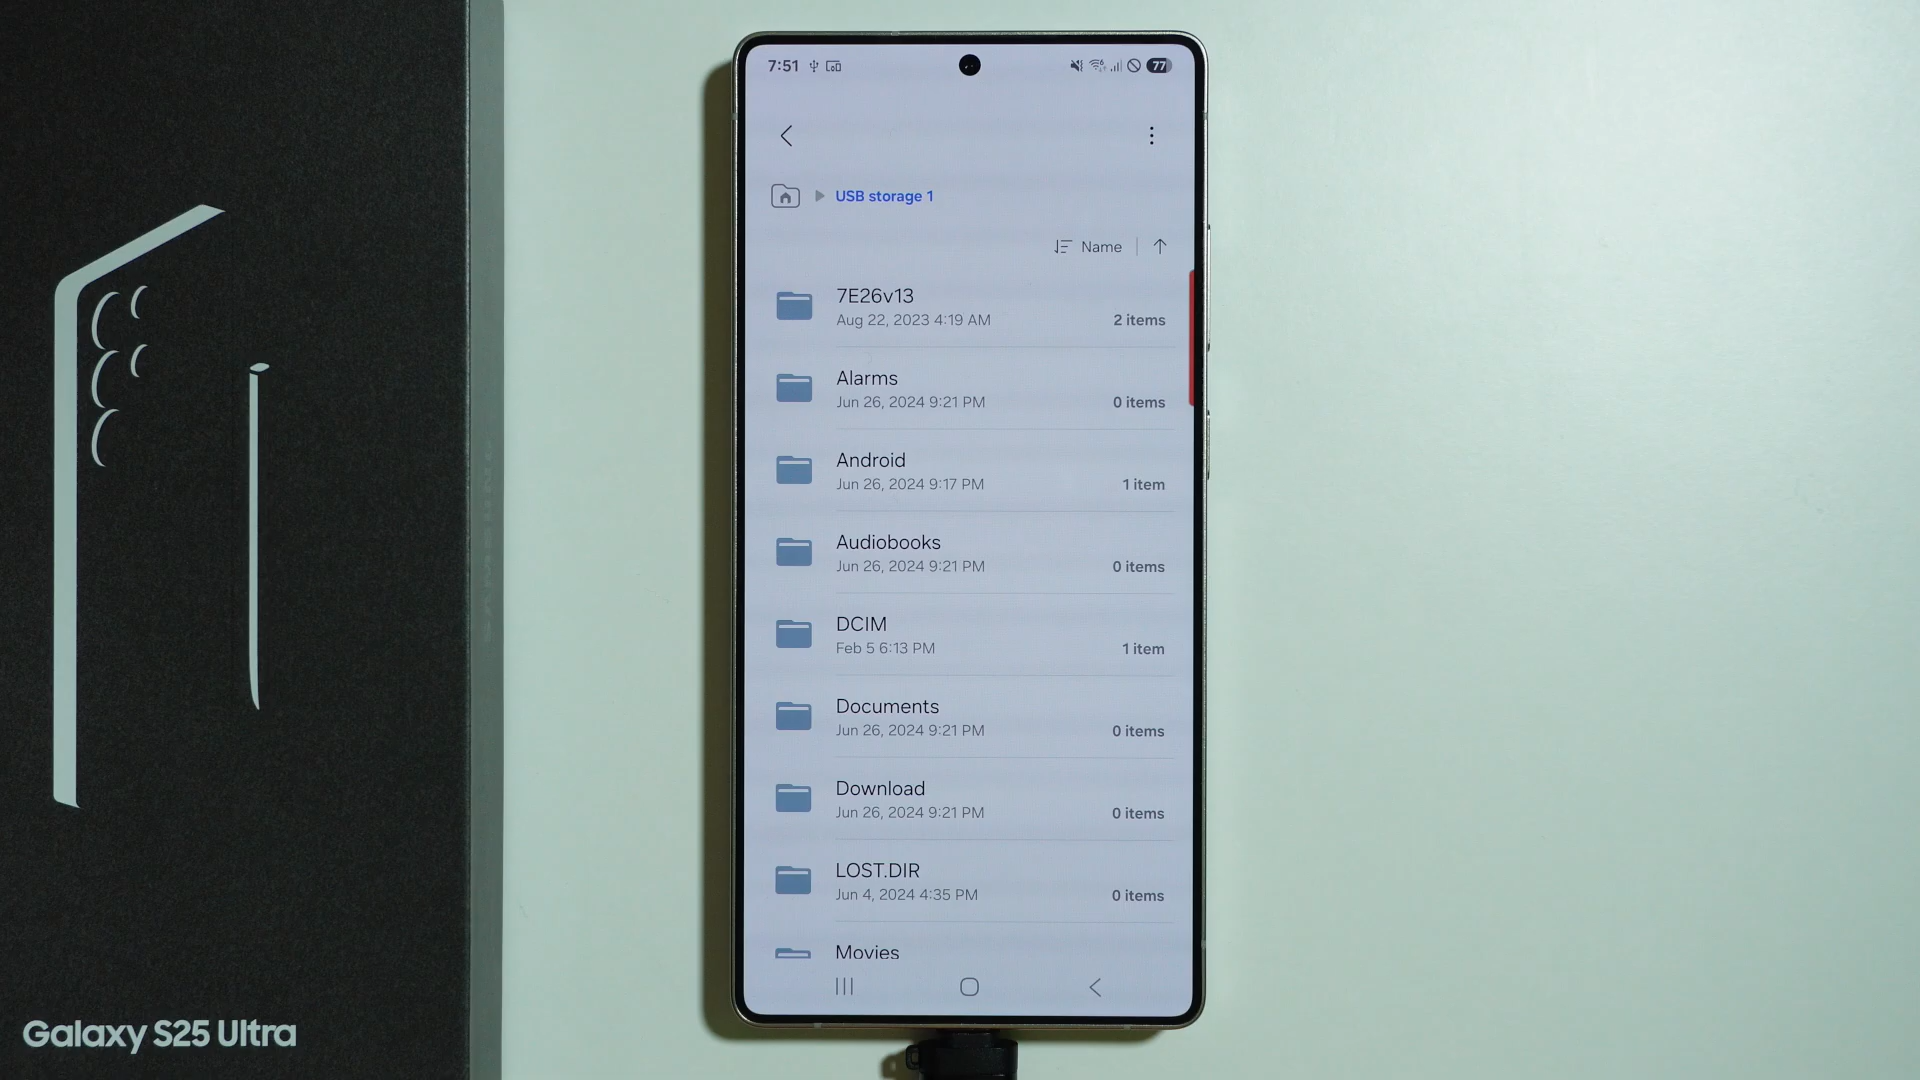 7:51
77
USB storage 1
Name
7E26v13
Aug 22, 2023 4:19 AM
2 items
Alarms
Jun 26, 2024 9:21 PM
0 items
Android
Jun 26, 2024 9:17 PM
1 item
Audiobooks
Jun 26, 2024 9:21 PM
0 items
DCIM
Feb 5 6:13 PM
1 item
Documents
Jun 26, 2024 9:21 PM
0 items
Download
Jun 26, 2024 9:21 PM
0 items
LOST.DIR
Jun 4, 2024 4:35 PM
0 items
Movies
Galaxy S25 Ultra
SAMSUNG